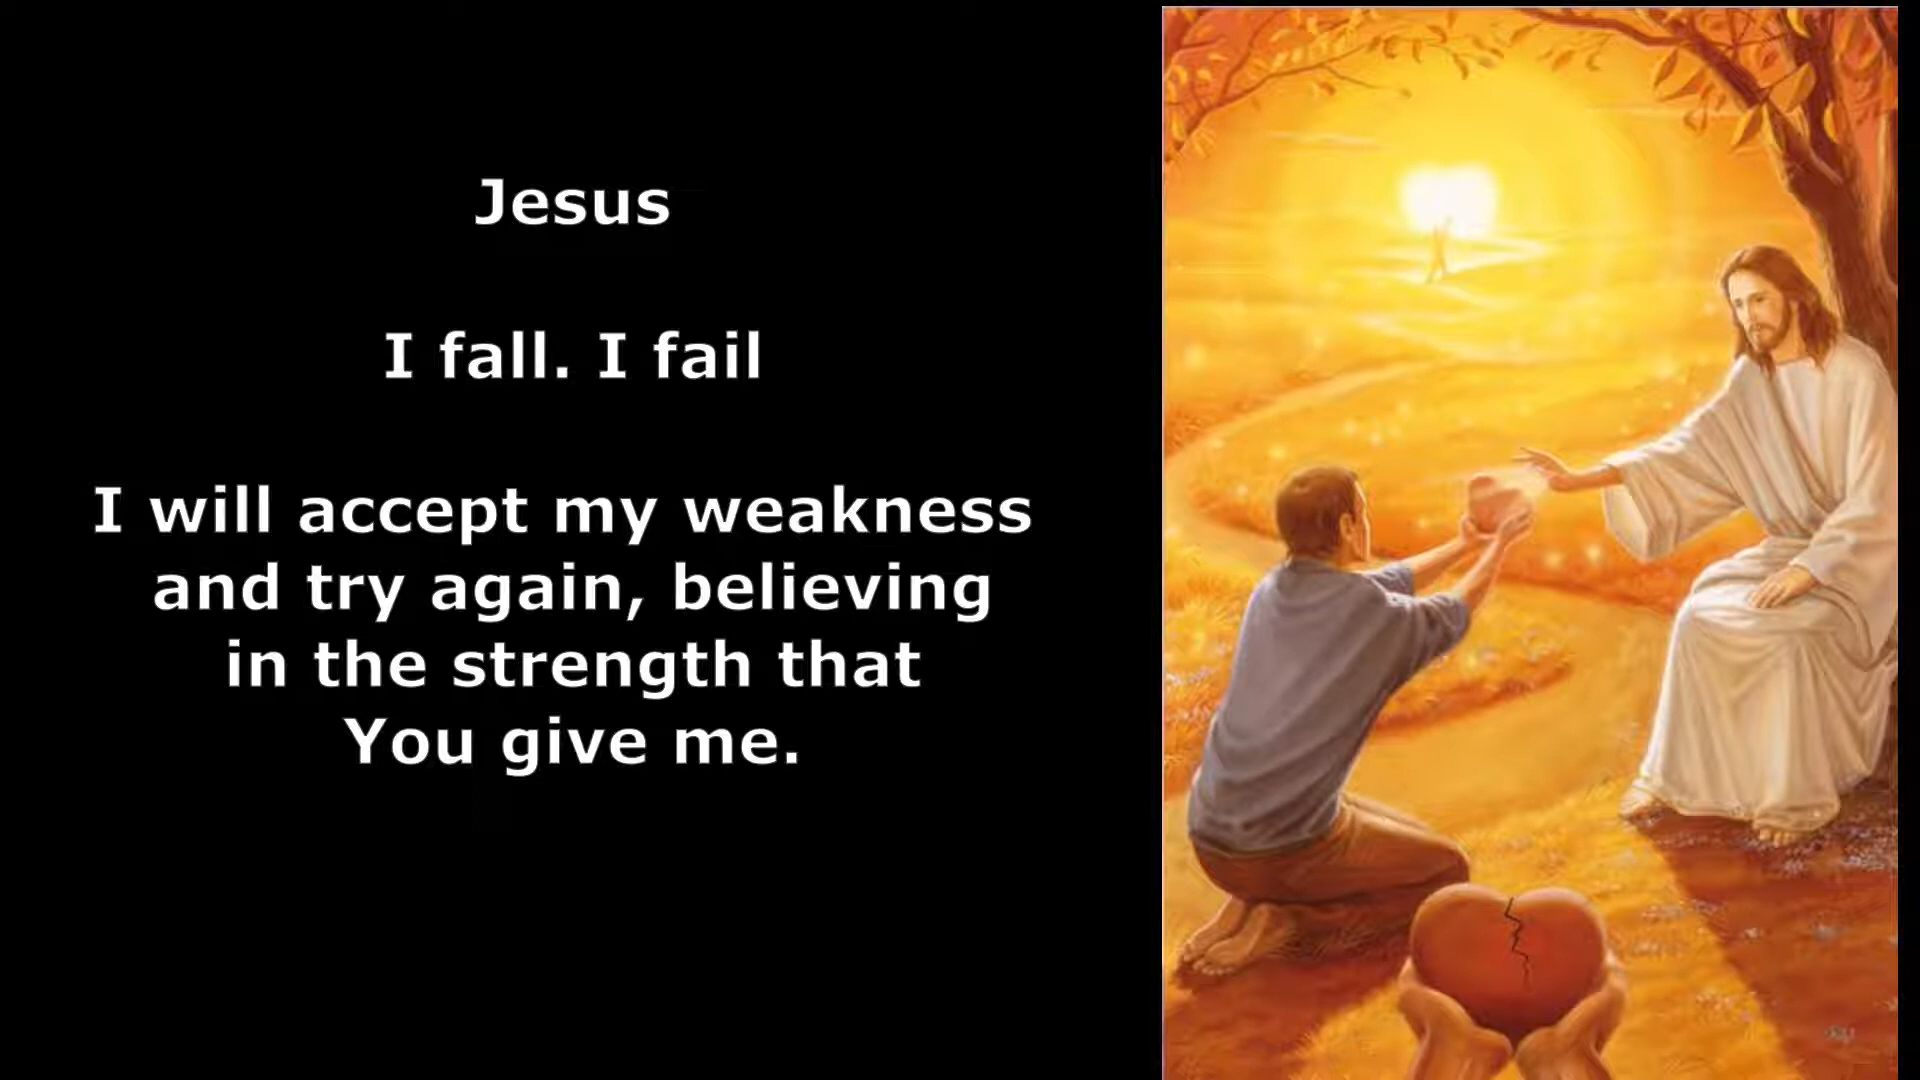 Jesus
I fall. I fail
I will accept my weakness
and try again, believing
in the strength that
You give me.